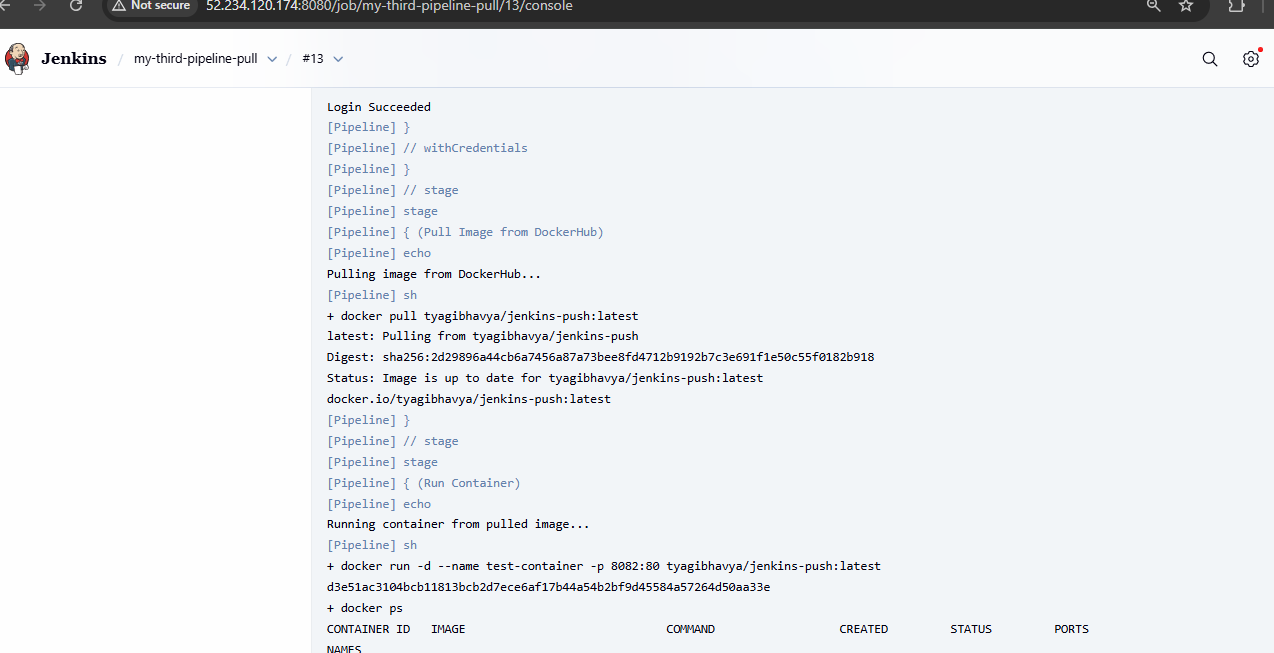 Not secure 52.234.120.174:8080/job/my-third-pipeline-pull/13/console
Jenkins / my-third-pipeline-pull / #13
Login Succeeded
[Pipeline] }
[Pipeline] // withCredentials
[Pipeline] }
[Pipeline] // stage
[Pipeline] stage
[Pipeline] { (Pull Image from DockerHub)
[Pipeline] echo
Pulling image from DockerHub...
[Pipeline] sh
+ docker pull tyagibhavya/jenkins-push:latest
latest: Pulling from tyagibhavya/jenkins-push
Digest: sha256:2d29896a44cb6a7456a87a73bee8fd4712b9192b7c3e691f1e50c55f0182b918
Status: Image is up to date for tyagibhavya/jenkins-push:latest
docker.io/tyagibhavya/jenkins-push:latest
[Pipeline] }
[Pipeline] // stage
[Pipeline] stage
[Pipeline] { (Run Container)
[Pipeline] echo
Running container from pulled image...
[Pipeline] sh
+ docker run -d --name test-container -p 8082:80 tyagibhavya/jenkins-push:latest
d3e51ac3104bcb11813bcb2d7ece6af17b44a54b2bf9d45584a57264d50aa33e
+ docker ps
CONTAINER ID IMAGE COMMAND CREATED STATUS PORTS
NAMES